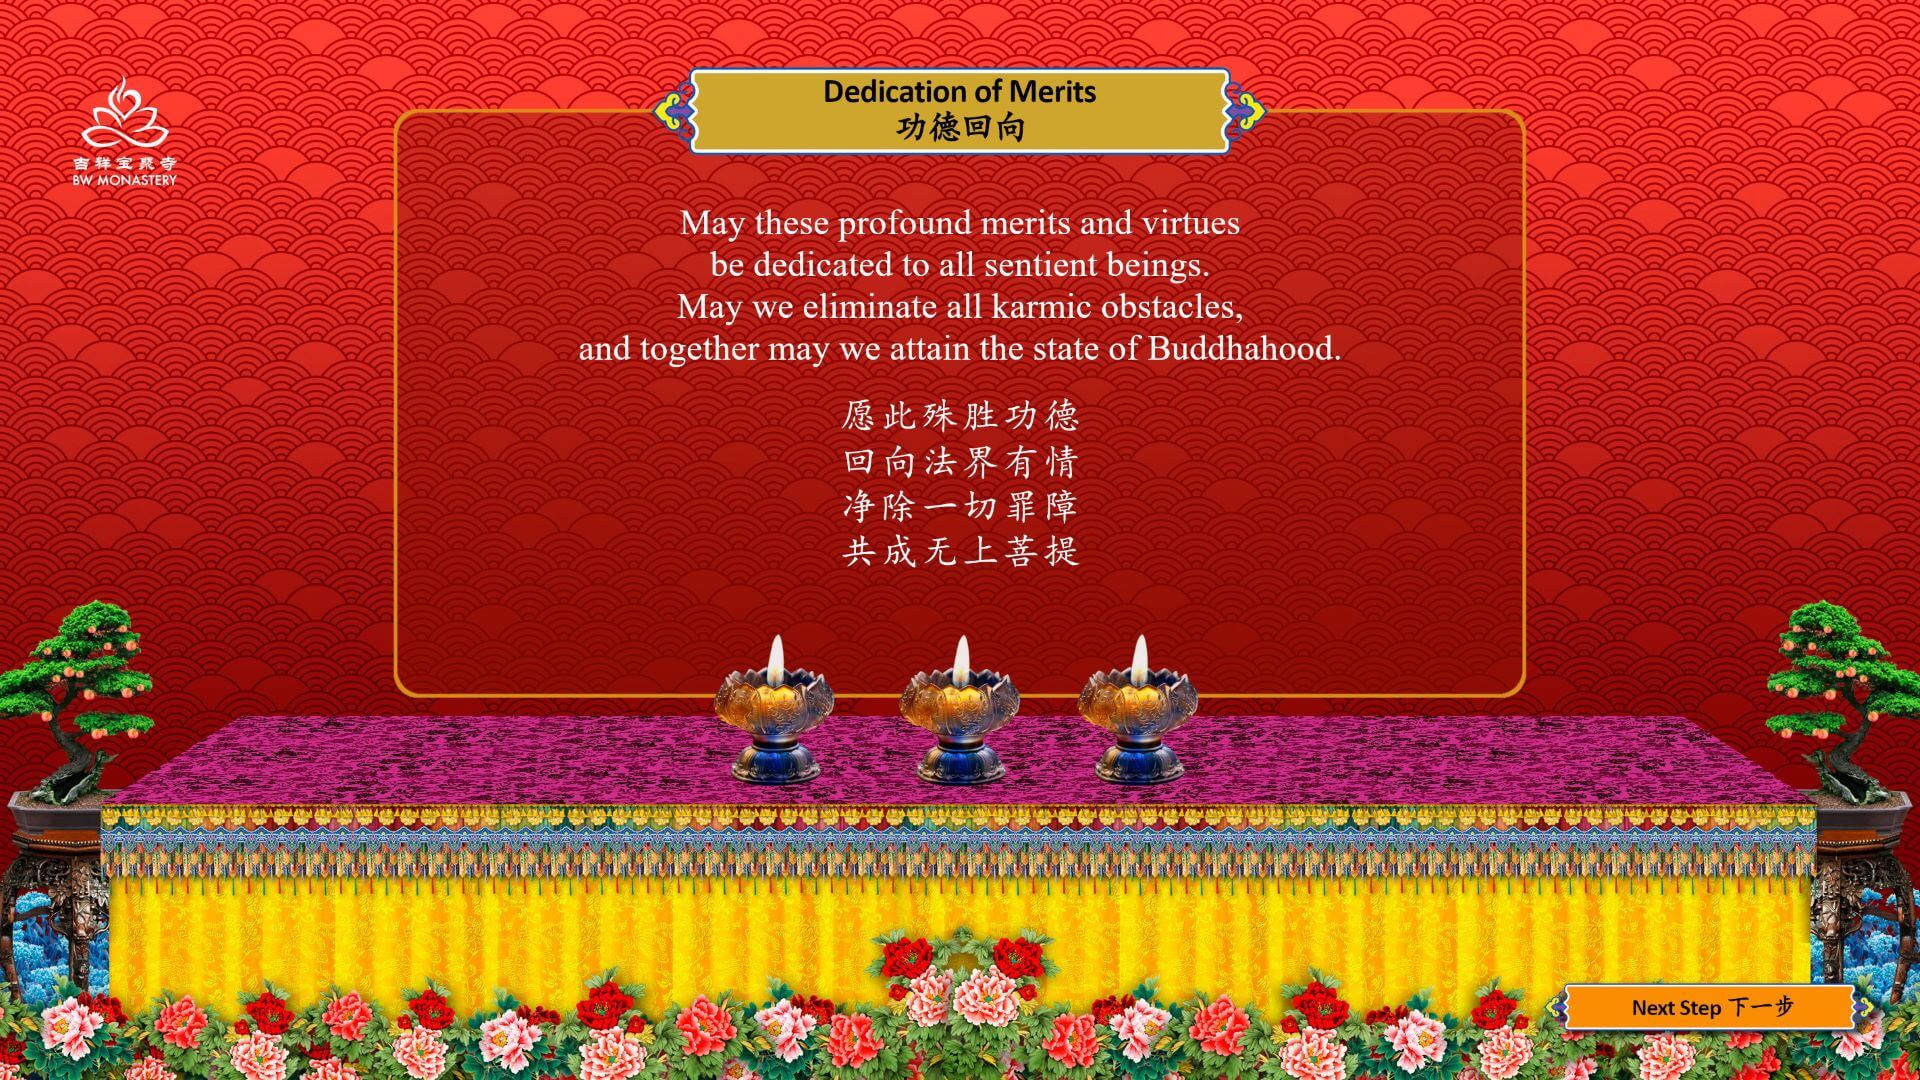 吉祥宝聚寺
BW MONASTERY
Dedication of Merits
功德回向
May these profound merits and virtues
be dedicated to all sentient beings.
May we eliminate all karmic obstacles,
and together may we attain the state of Buddhahood.
愿此殊胜功德
回向法界有情
净除一切罪障
共成无上菩提
Next Step 下一步